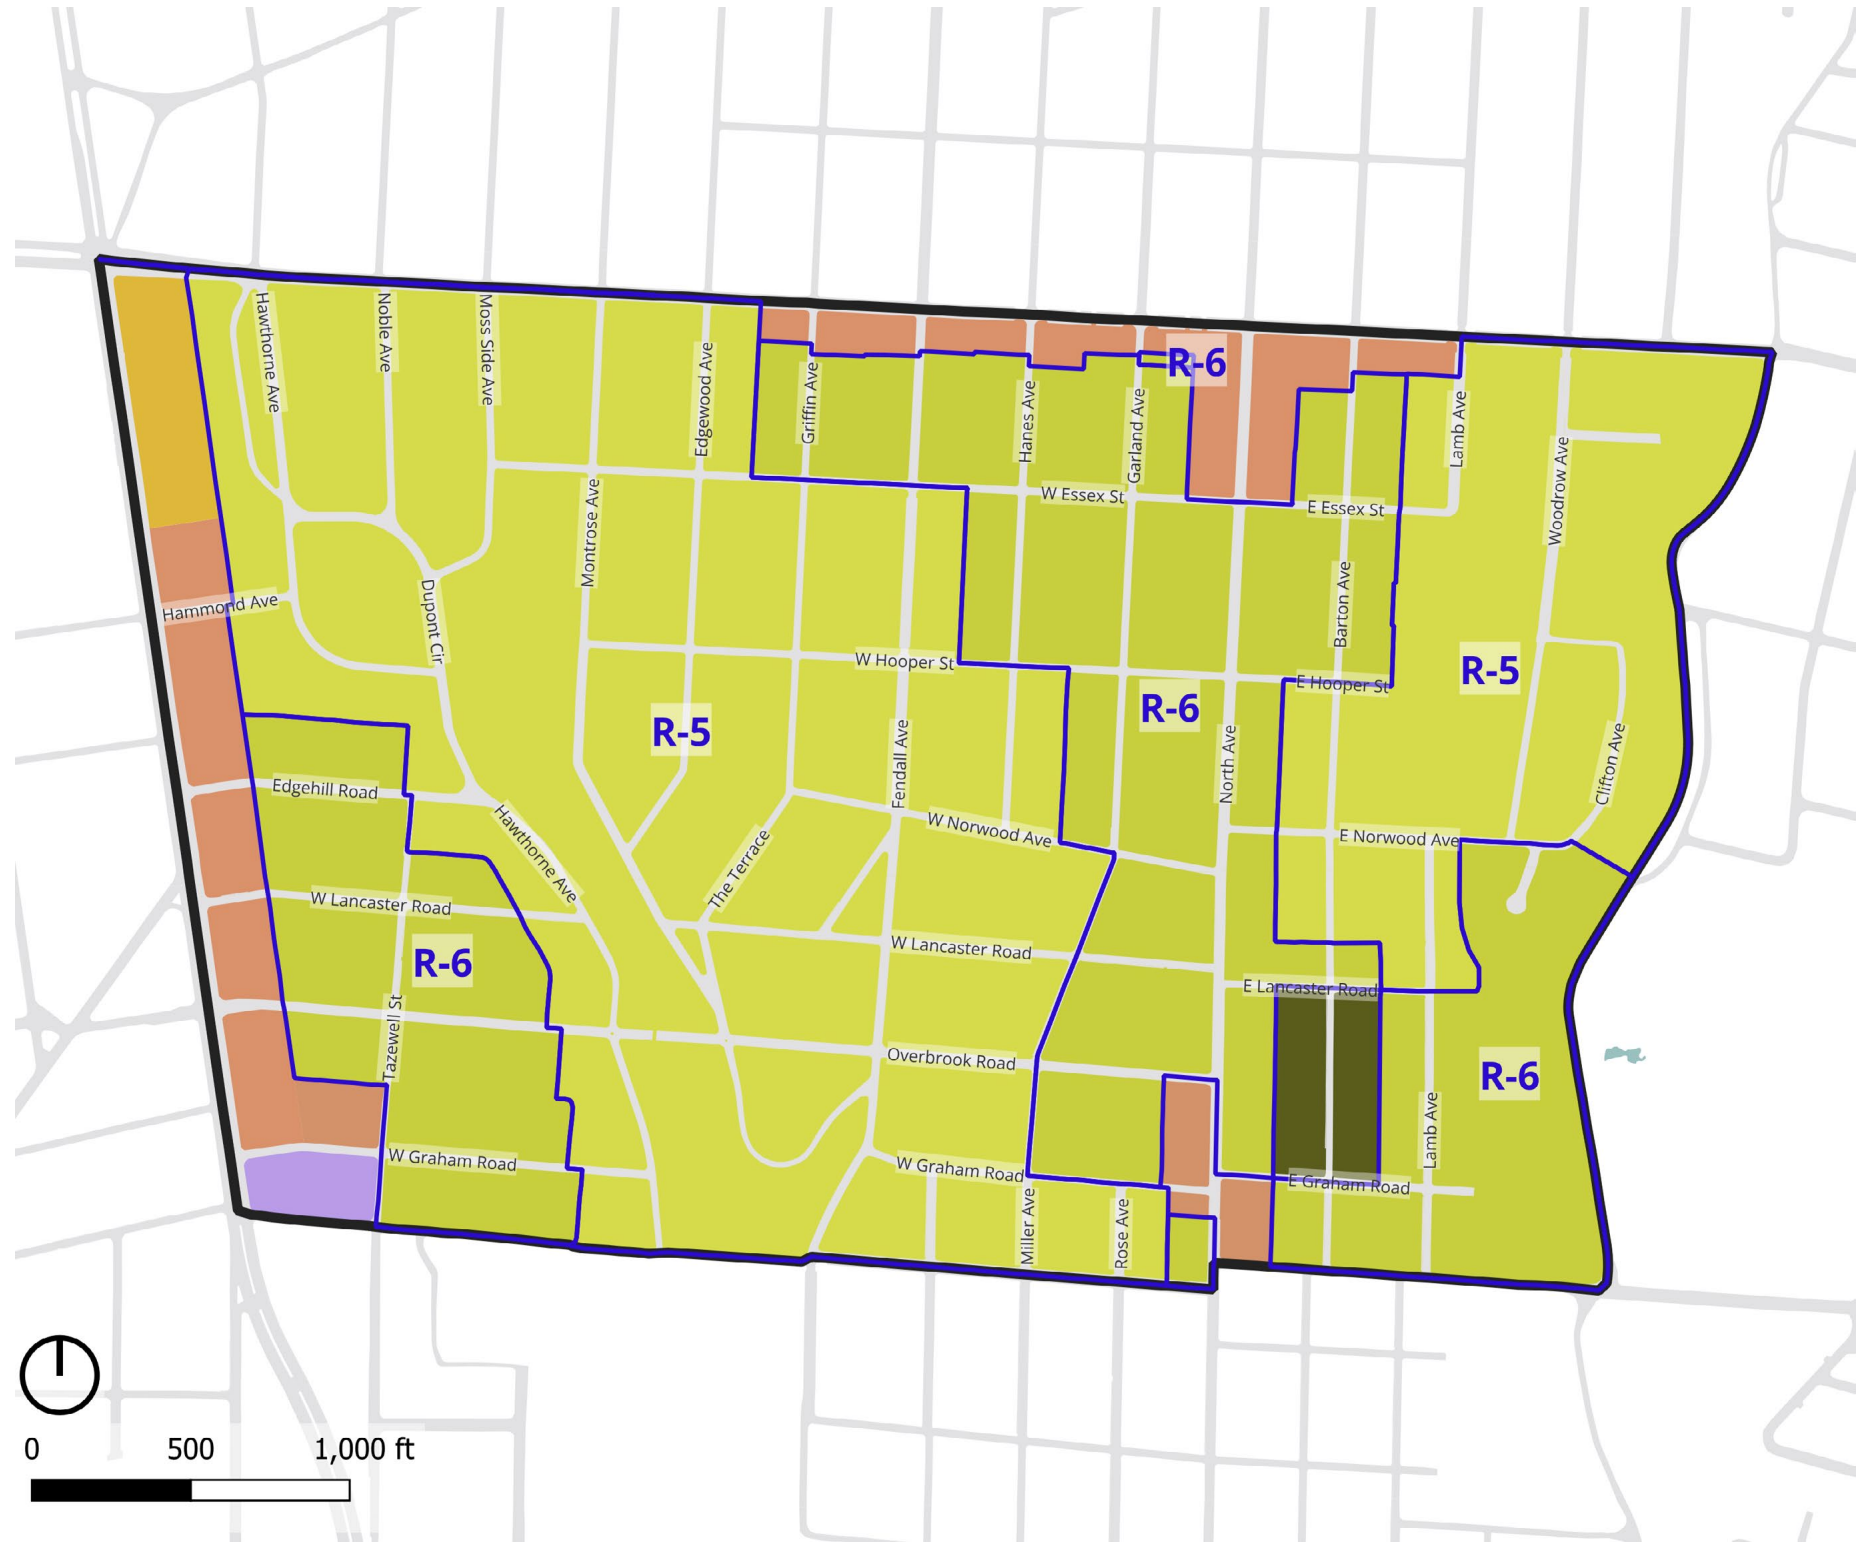 Hawthorne Ave
Noble Ave
Moss Side Ave
Edgewood Ave
Griffin Ave
R-6
Hanes Ave
Garland Ave
Lamb Ave
Woodrow Ave
Montrose Ave
W Essex St
E Essex St
Hammond Ave
Dupont Cir
Barton Ave
W Hooper St
E Hooper St
R-5
R-5
R-6
Fendall Ave
North Ave
Clifton Ave
Edgehill Road
Hawthorne Ave
The Terrace
W Norwood Ave
E Norwood Ave
W Lancaster Road
W Lancaster Road
E Lancaster Road
R-6
Tazewell St
Overbrook Road
R-6
Lamb Ave
W Graham Road
W Graham Road
E Graham Road
Miller Ave
Rose Ave
0 500 1,000 ft